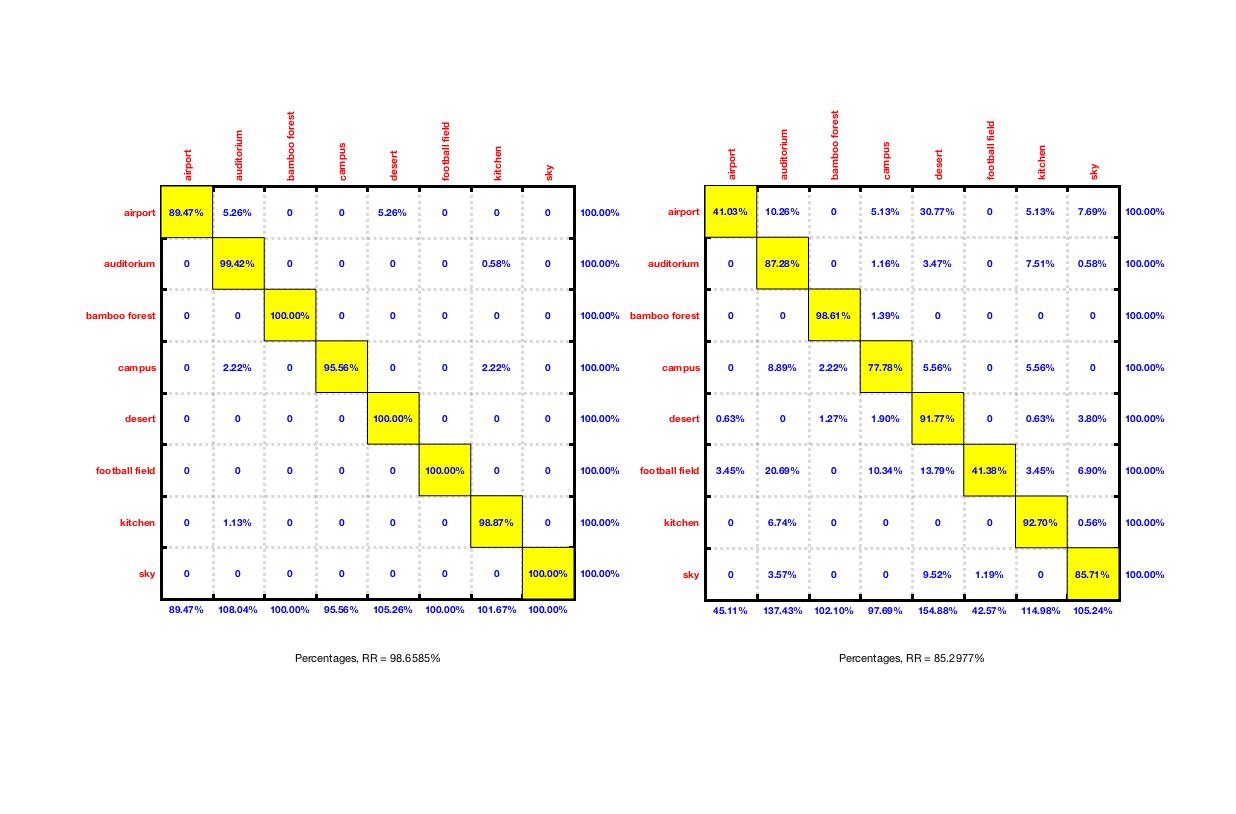 airport auditorium bamboo forest campus desert football field kitchen sky
airport 89.47% 5.26% 0 0 5.26% 0 0 0 100.00%
auditorium 0 99.42% 0 0 0 0 0.58% 0 100.00%
bamboo forest 0 0 100.00% 0 0 0 0 0 100.00%
campus 0 2.22% 0 95.56% 0 0 2.22% 0 100.00%
desert 0 0 0 0 100.00% 0 0 0 100.00%
football field 0 0 0 0 0 100.00% 0 0 100.00%
kitchen 0 1.13% 0 0 0 0 98.87% 0 100.00%
sky 0 0 0 0 0 0 0 100.00% 100.00%
89.47% 108.04% 100.00% 95.56% 105.26% 100.00% 101.67% 100.00%
Percentages, RR = 98.6585%
airport auditorium bamboo forest campus desert football field kitchen sky
airport 41.03% 10.26% 0 5.13% 30.77% 0 5.13% 7.69% 100.00%
auditorium 0 87.28% 0 1.16% 3.47% 0 7.51% 0.58% 100.00%
bamboo forest 0 0 98.61% 1.39% 0 0 0 0 100.00%
campus 0 8.89% 2.22% 77.78% 5.56% 0 5.56% 0 100.00%
desert 0.63% 0 1.27% 1.90% 91.77% 0 0.63% 3.80% 100.00%
football field 3.45% 20.69% 0 10.34% 13.79% 41.38% 3.45% 6.90% 100.00%
kitchen 0 6.74% 0 0 0 0 92.70% 0.56% 100.00%
sky 0 3.57% 0 0 9.52% 1.19% 0 85.71% 100.00%
45.11% 137.43% 102.10% 97.69% 154.88% 42.57% 114.98% 105.24%
Percentages, RR = 85.2977%